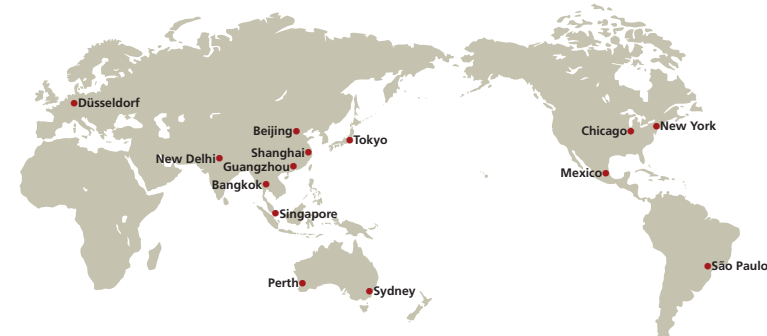 Düsseldorf
New York
Beijing
Chicago
Tokyo
Shanghai
New Delhi
Guangzhou
Mexico
Bangkok
Singapore
São Paulo
Perth
Sydney